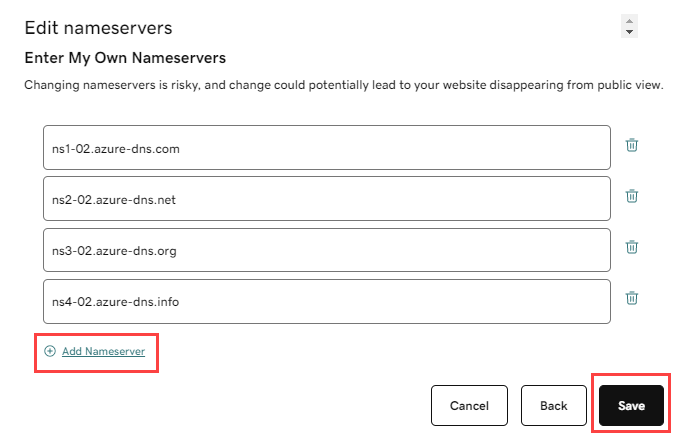 Edit nameservers
Enter My Own Nameservers
Changing nameservers is risky, and change could potentially lead to your website disappearing from public view.
ns1-02.azure-dns.com
ns2-02.azure-dns.net
ns3-02.azure-dns.org
ns4-02.azure-dns.info
Add Nameserver
Cancel Back Save